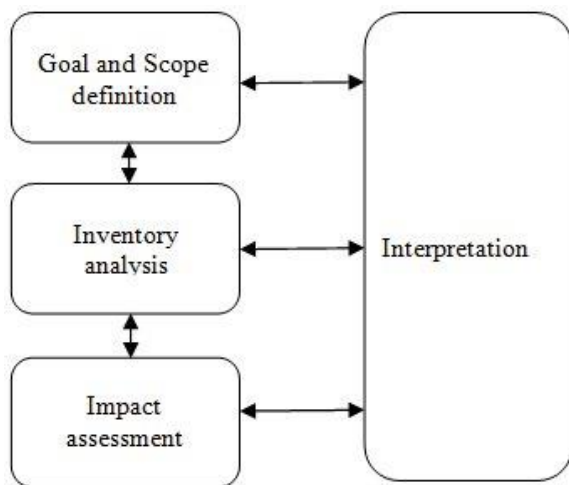 Goal and Scope
definition
Inventory
analysis
Interpretation
Impact
assessment